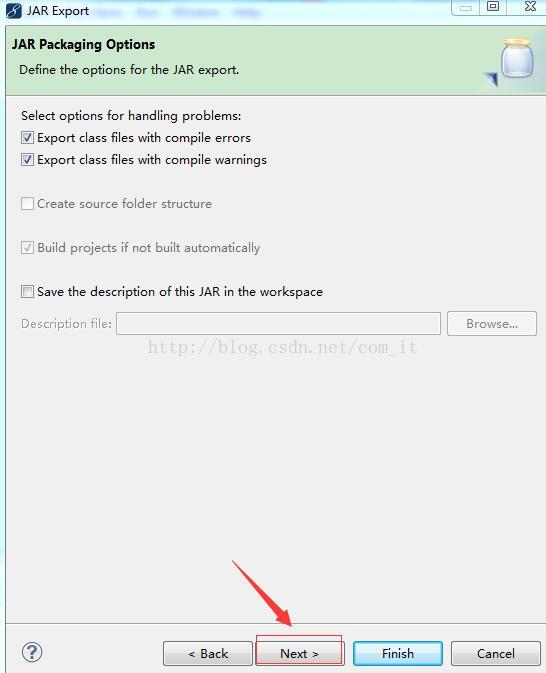 JAR Export
JAR Packaging Options
Define the options for the JAR export.
Select options for handling problems:
Export class files with compile errors
Export class files with compile warnings
Create source folder structure
Build projects if not built automatically
Save the description of this JAR in the workspace
Description file:
Browse...
http://blog.csdn.net/com_it
?
< Back
Next >
Finish
Cancel